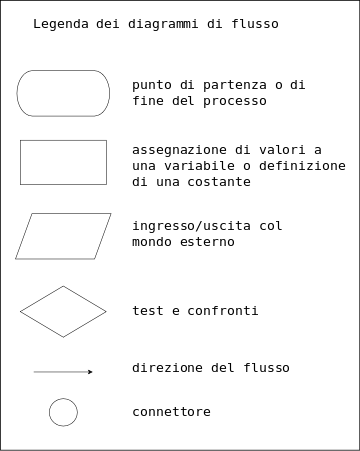 Legenda dei diagrammi di flusso
punto di partenza o di
fine del processo
assegnazione di valori a
una variabile o definizione
di una costante
ingresso/uscita col
mondo esterno
test e confronti
direzione del flusso
connettore